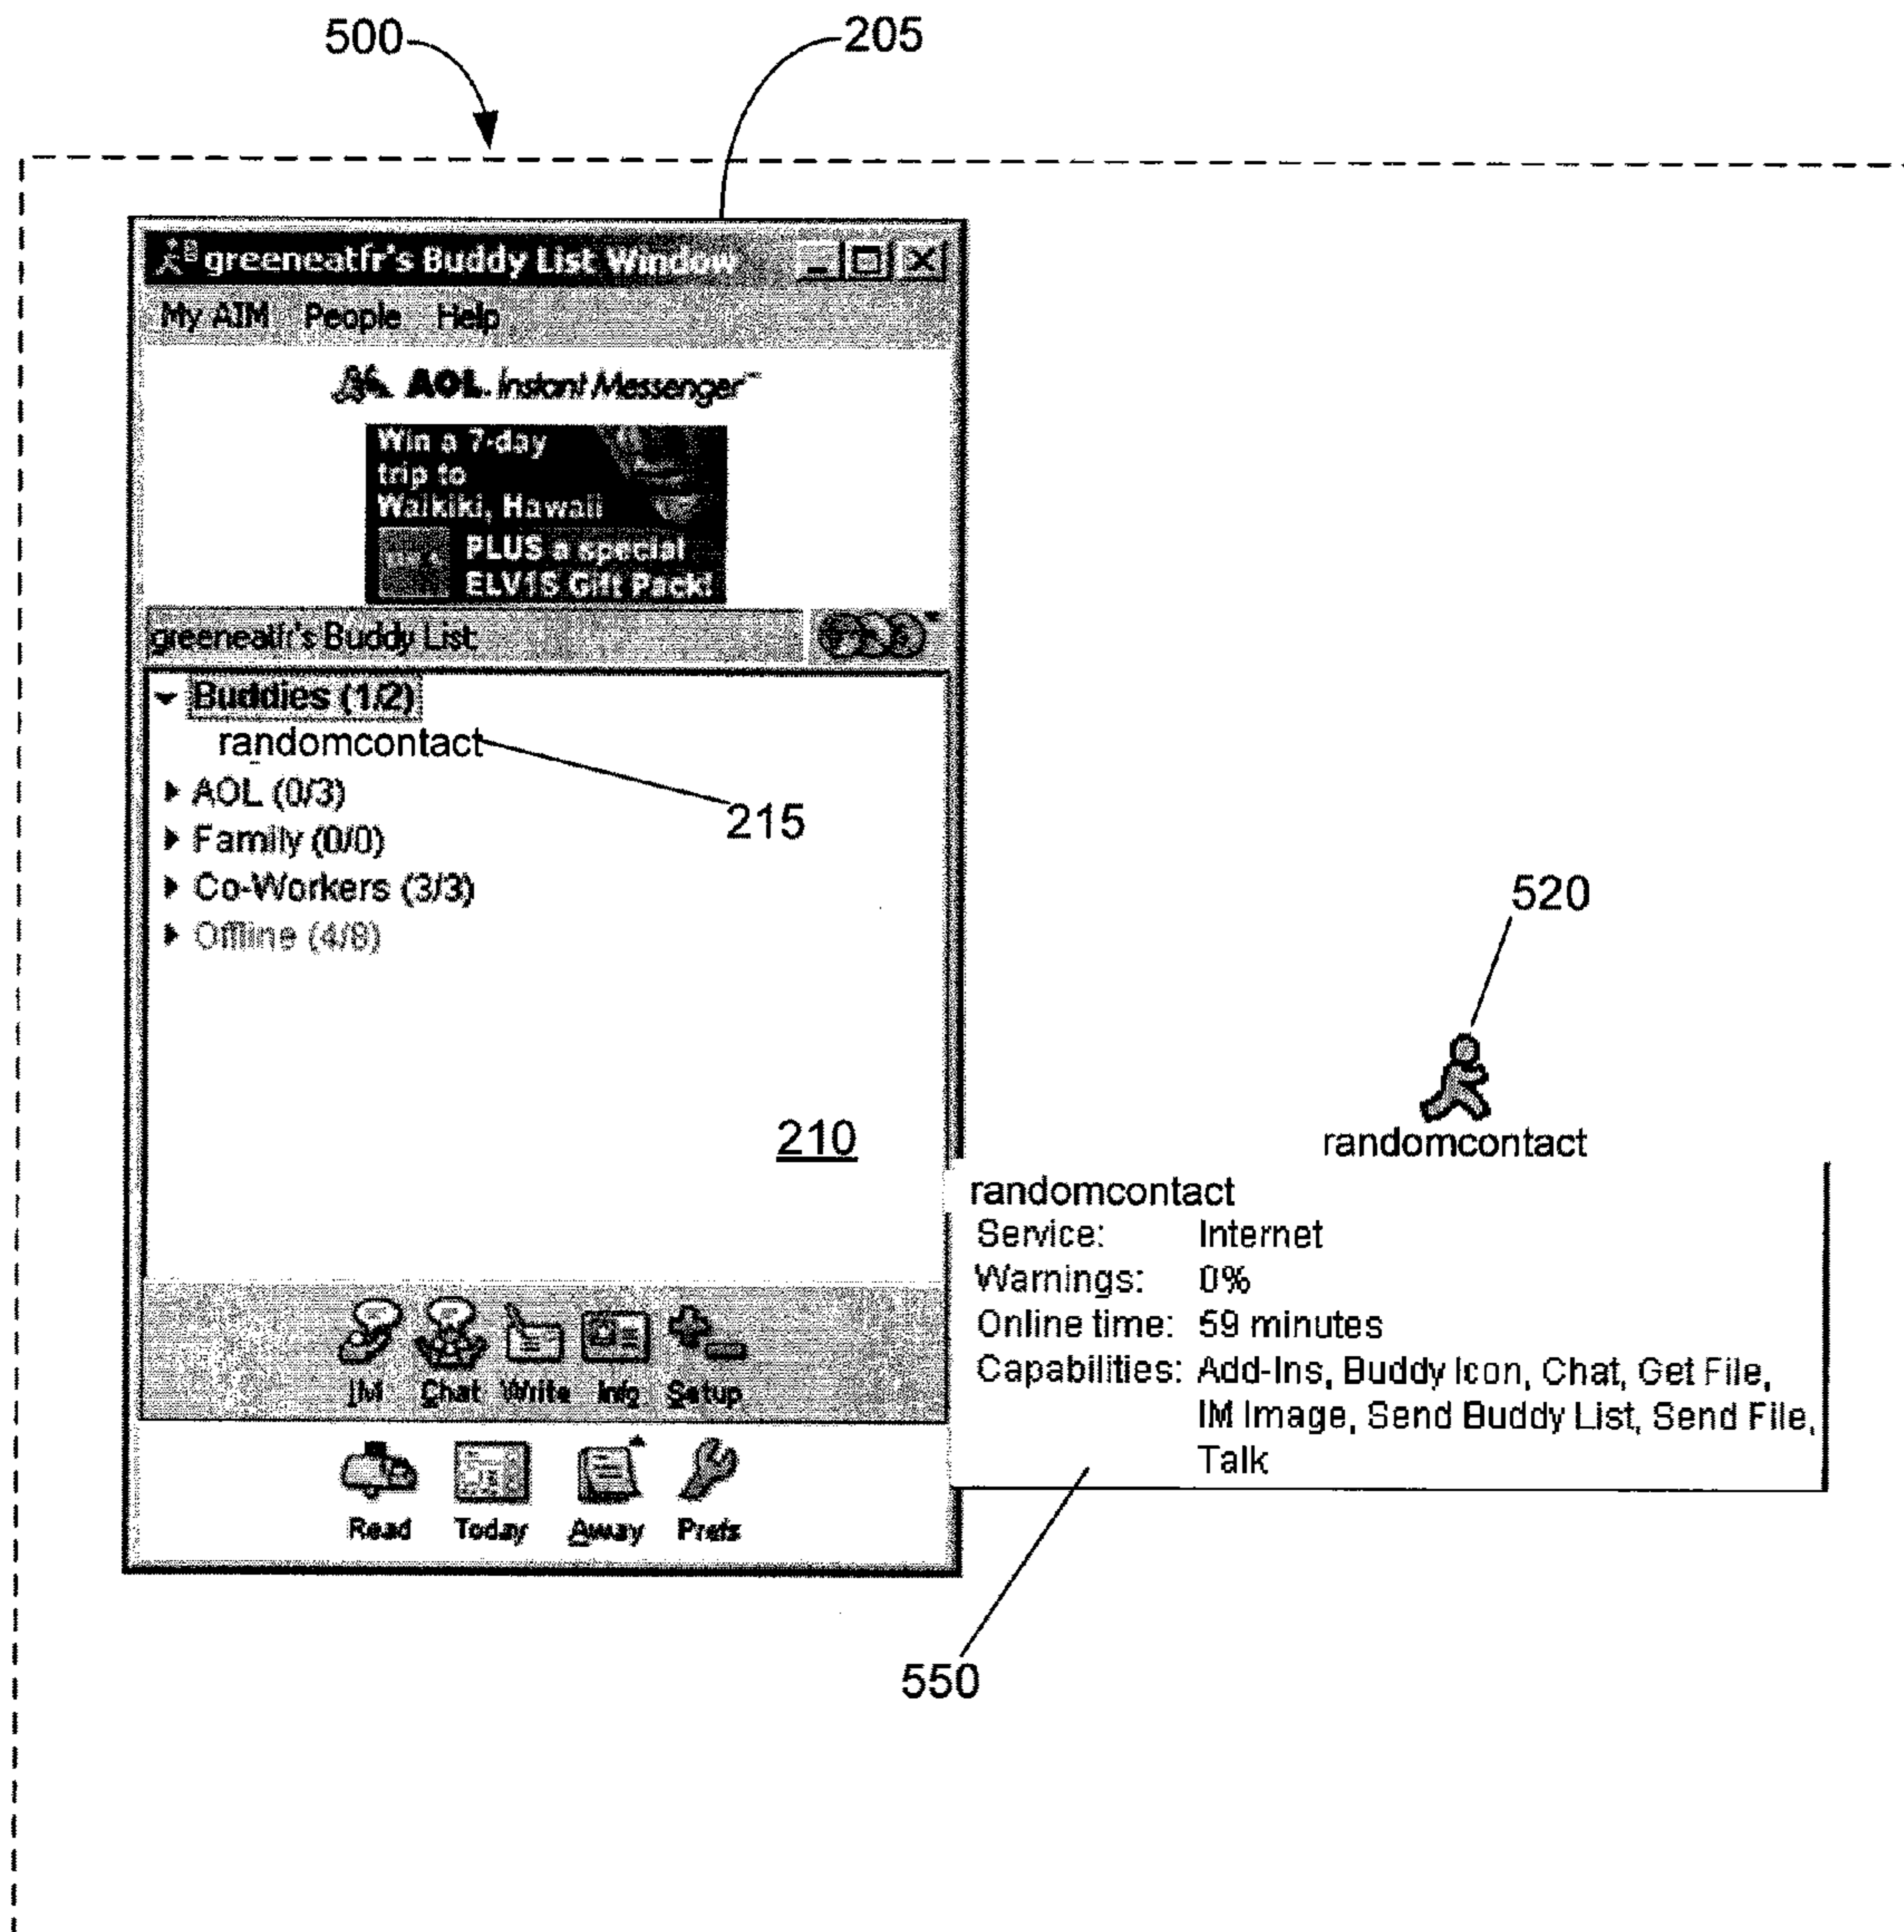 500
205
greeneatfr's Buddy List Window
My AIM People Help
AOL Instant Messenger™
Win a 7-day
trip to
Waikiki, Hawaii
PLUS a special
ELV1S Gift Pack!
greeneatfr's Buddy List
Buddies (1/2)
randomcontact
AOL (0/3)
215
Family (0/0)
Co-Workers (3/3)
Offline (4/8)
520
210
randomcontact
randomcontact
Service: Internet
Warnings: 0%
Online time: 59 minutes
Capabilities: Add-Ins, Buddy Icon, Chat, Get File,
IM Image, Send Buddy List, Send File,
Talk
IM Chat Write Info Setup
Read Today Away Prefs
550